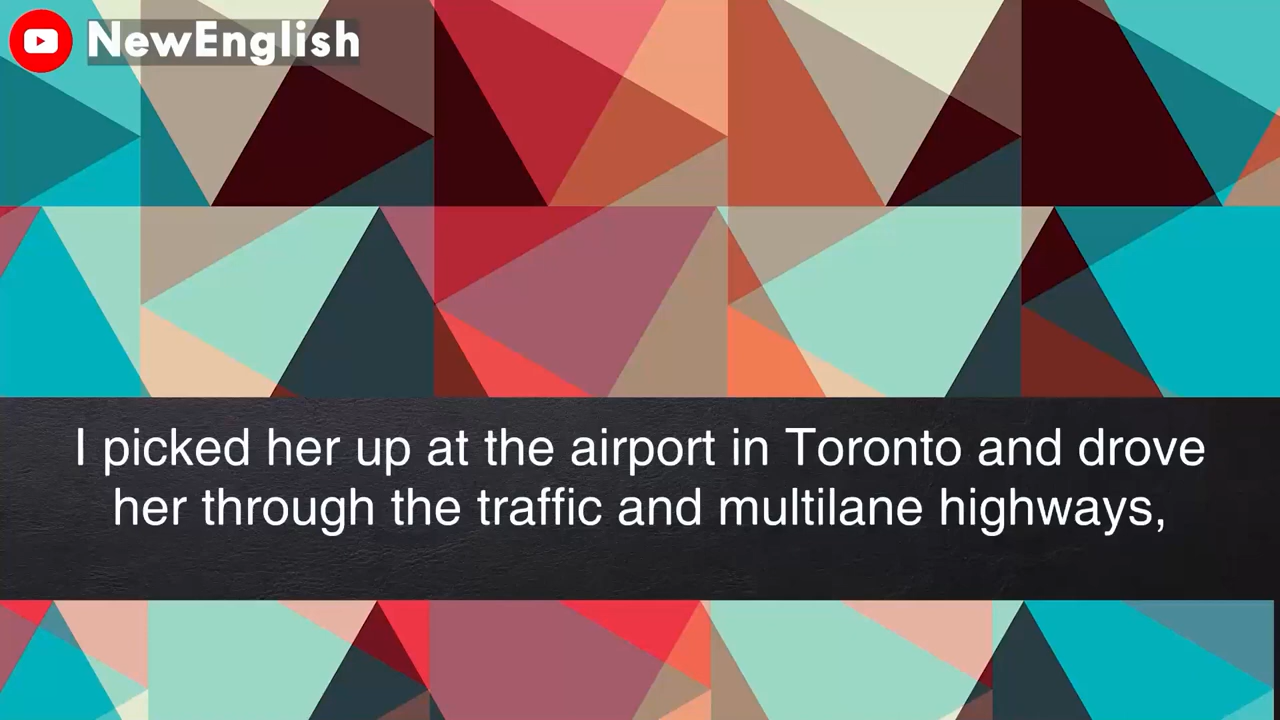 NewEnglish
I picked her up at the airport in Toronto and drove
her through the traffic and multilane highways,